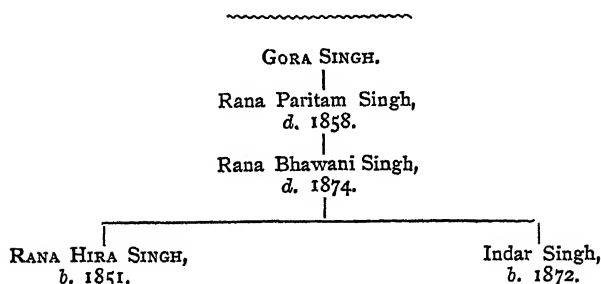 GORA SINGH.
Rana Paritam Singh,
d. 1858.
Rana Bhawani Singh,
d. 1874.
RANA HIRA SINGH,
b. 1851.
Indar Singh,
b. 1872.